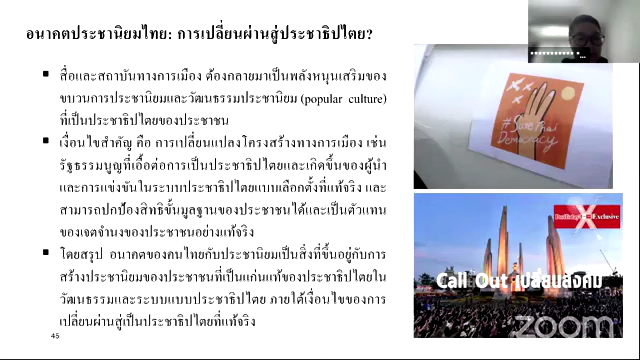 อนาคตประชานิยมไทย: การเปลี่ยนผ่านสู่ประชาธิปไตย?
▪ สื่อและสถาบันทางการเมือง ต้องกลายมาเป็นพลังหนุนเสริมของ
ขบวนการประชานิยมและวัฒนธรรมประชานิยม (popular culture)
ที่เป็นประชาธิปไตยของประชาชน
▪ เงื่อนไขสำคัญ คือ การเปลี่ยนแปลงโครงสร้างทางการเมือง เช่น
รัฐธรรมนูญที่เอื้อต่อการเป็นประชาธิปไตยและเกิดขึ้นของผู้นำ
และการแข่งขันในระบบประชาธิปไตยแบบเลือกตั้งที่แท้จริง และ
สามารถปกป้องสิทธิขั้นมูลฐานของประชาชนได้และเป็นตัวแทน
ของเจตจำนงของประชาชนอย่างแท้จริง
▪ โดยสรุป อนาคตของคนไทยกับประชานิยมเป็นสิ่งที่ขึ้นอยู่กับการ
สร้างประชานิยมของประชาชนที่เป็นแก่นแท้ของประชาธิปไตยใน
วัฒนธรรมและระบบแบบประชาธิปไตย ภายใต้เงื่อนไขของการ
เปลี่ยนผ่านสู่เป็นประชาธิปไตยที่แท้จริง
45
#Save Thai
Democracy
X
Exclusive
Call Out เปลี่ยนสังคม
zoom